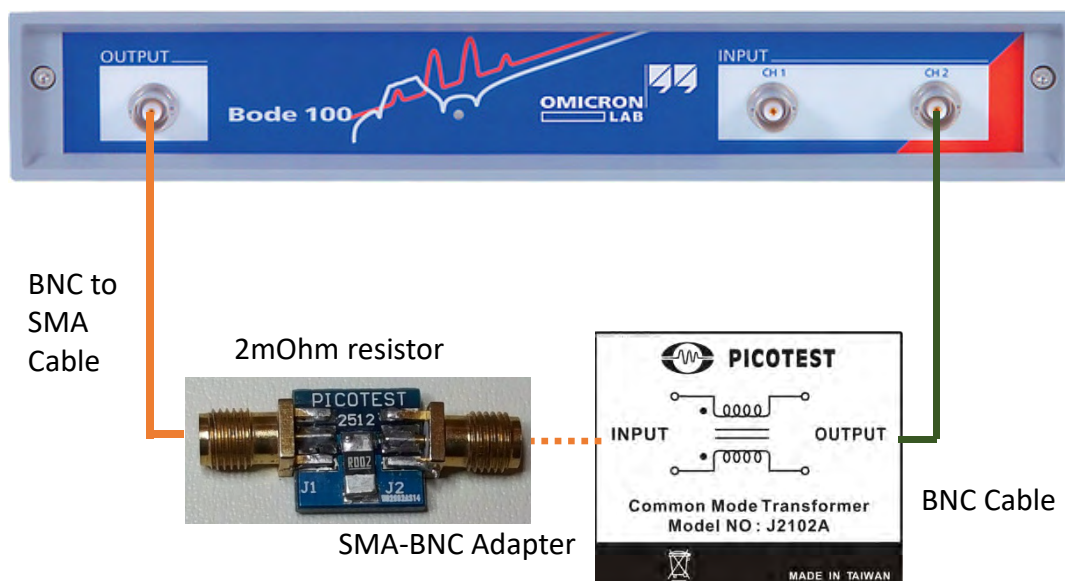 OUTPUT
INPUT
CH 1
CH 2
Bode 100
OMICRON
LAB
BNC to
SMA
Cable
2mOhm resistor
PICOTEST
2512
R002
J1
J2
SMA-BNC Adapter
PICOTEST
INPUT
OUTPUT
Common Mode Transformer
Model NO : J2102A
MADE IN TAIWAN
BNC Cable